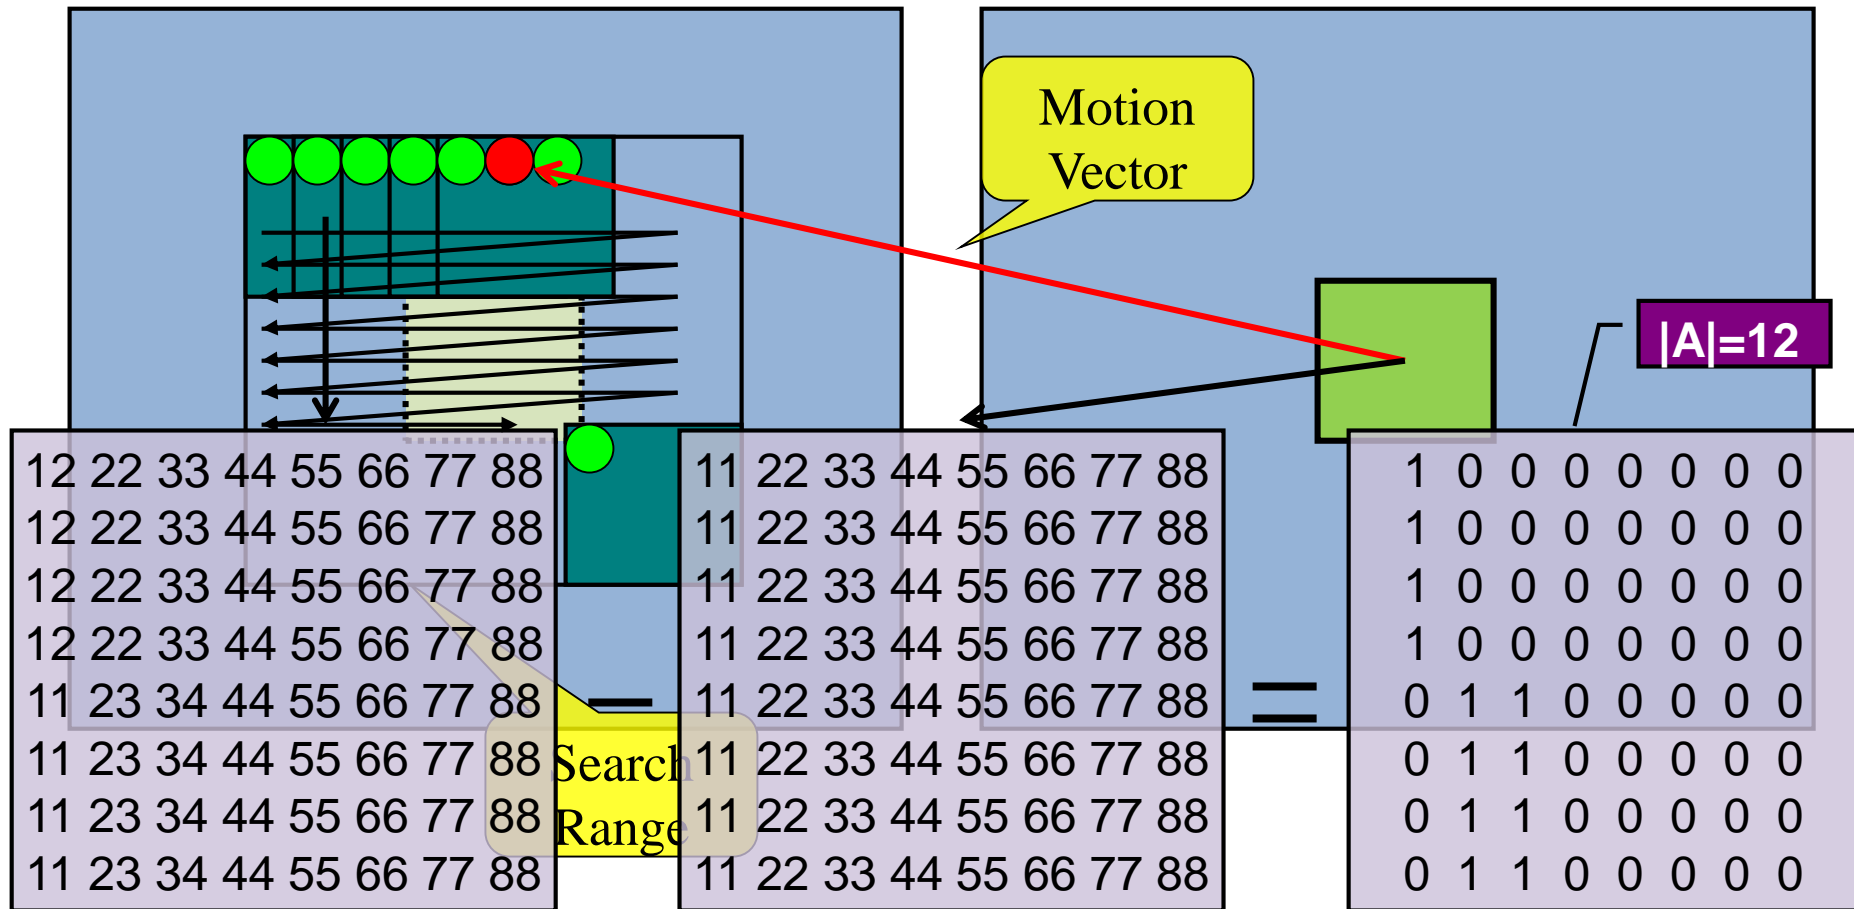 Motion
Vector
|A|=12
12 22 33 44 55 66 77 88
12 22 33 44 55 66 77 88
12 22 33 44 55 66 77 88
12 22 33 44 55 66 77 88
11 23 34 44 55 66 77 88
11 23 34 44 55 66 77 88
11 23 34 44 55 66 77 88
11 23 34 44 55 66 77 88
–
Search
Range
11 22 33 44 55 66 77 88
11 22 33 44 55 66 77 88
11 22 33 44 55 66 77 88
11 22 33 44 55 66 77 88
11 22 33 44 55 66 77 88
11 22 33 44 55 66 77 88
11 22 33 44 55 66 77 88
11 22 33 44 55 66 77 88
=
1 0 0 0 0 0 0 0
1 0 0 0 0 0 0 0
1 0 0 0 0 0 0 0
1 0 0 0 0 0 0 0
0 1 1 0 0 0 0 0
0 1 1 0 0 0 0 0
0 1 1 0 0 0 0 0
0 1 1 0 0 0 0 0